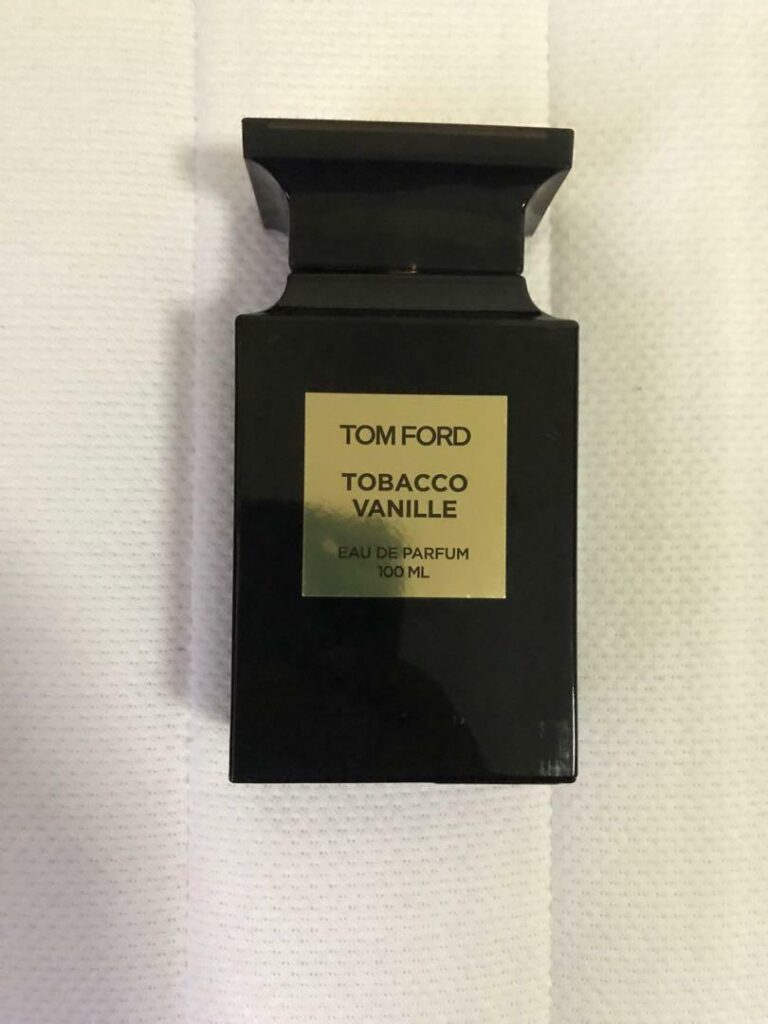 TOM FORD
TOBACCO
VANILLE
EAU DE PARFUM
100 ML